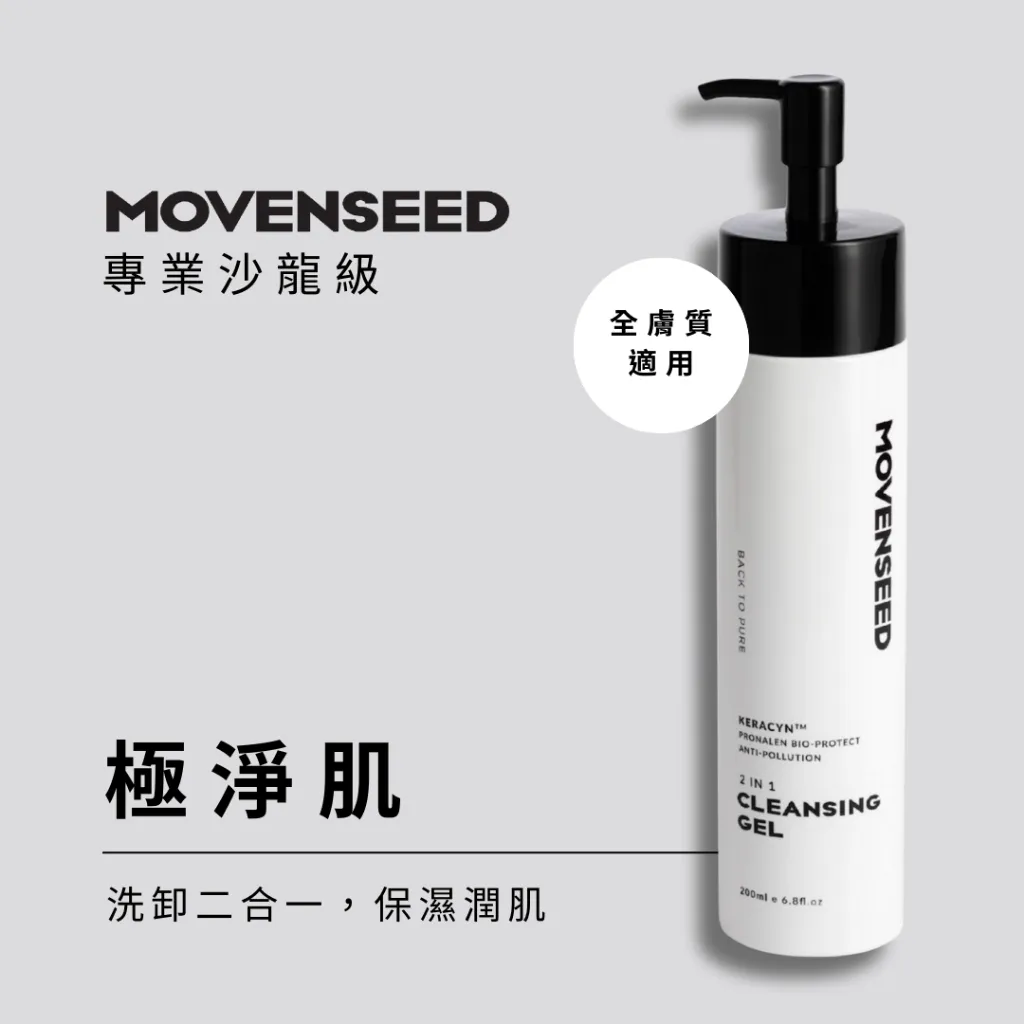 MOVENSEED
專業沙龍級
全膚質
適用
MOVENSEED
BACK TO PURE
KERACYN™
PRONALEN BIO-PROTECT
ANTI-POLLUTION
2 IN 1
CLEANSING
GEL
200ml e 6.8fl.oz
極淨肌
洗卸二合一，保濕潤肌